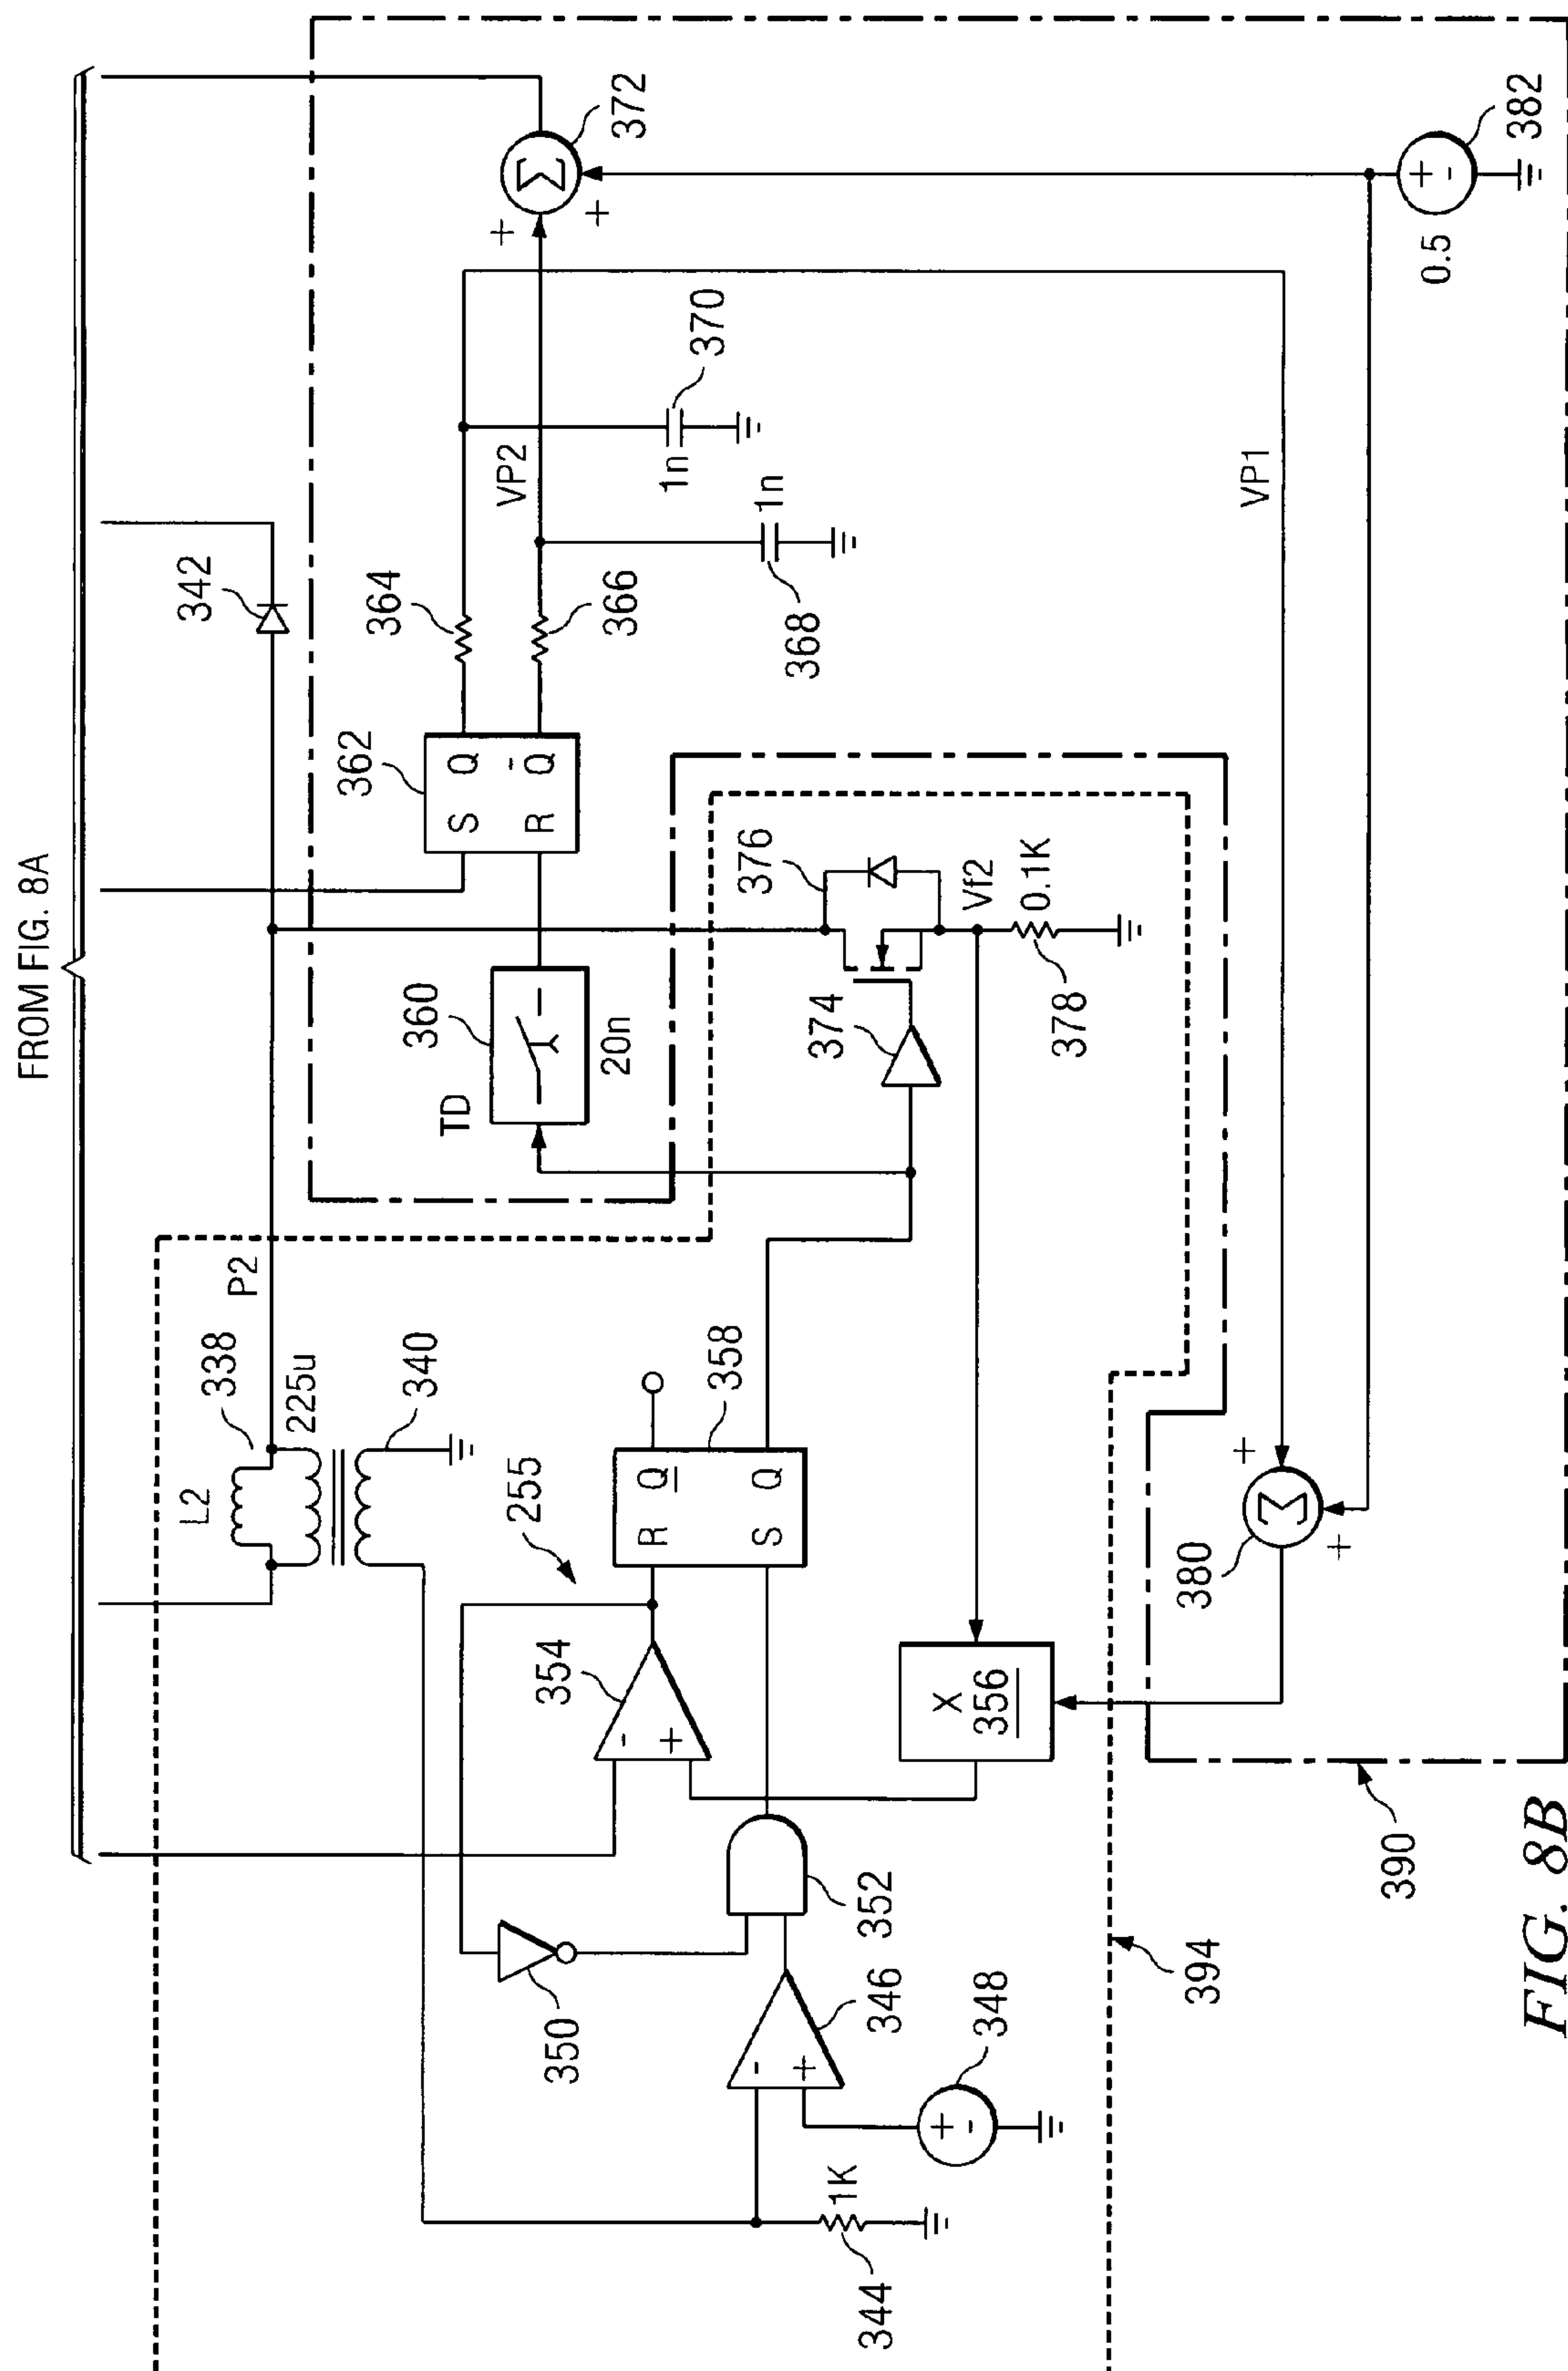 FROM FIG. 8A
342
372
364
VP2
+
+
370
1n
362
S Q
R Q̄
366
1n
368
360
TD
20n
376
Vf2
0.1K
374
378
VP1
0.5
+
-
382
P2
338
L2
225u
340
255
358
R Q
S Q
354
-
+
X
356
Σ
Σ
380
+
+
350
352
346
-
+
348
+
-
1K
344
394
390
FIG. 8B